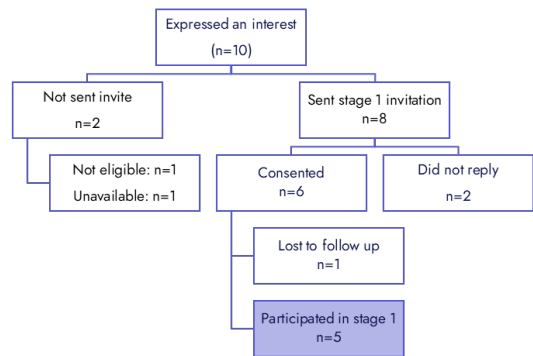 Expressed an interest
(n=10)
Not sent invite
n=2
Sent stage 1 invitation
n=8
Not eligible: n=1
Unavailable: n=1
Consented
n=6
Did not reply
n=2
Lost to follow up
n=1
Participated in stage 1
n=5